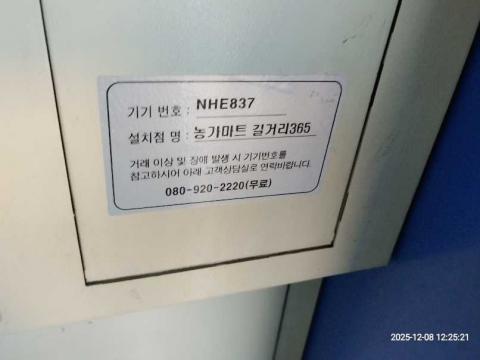 기기 번호 : NHE837
설치점 명 : 농가마트 길거리365
거래 이상 및 장애 발생 시 기기번호를
참고하시어 아래 고객상담실로 연락바랍니다.
080-920-2220(무료)
2025-12-08 12:25:21